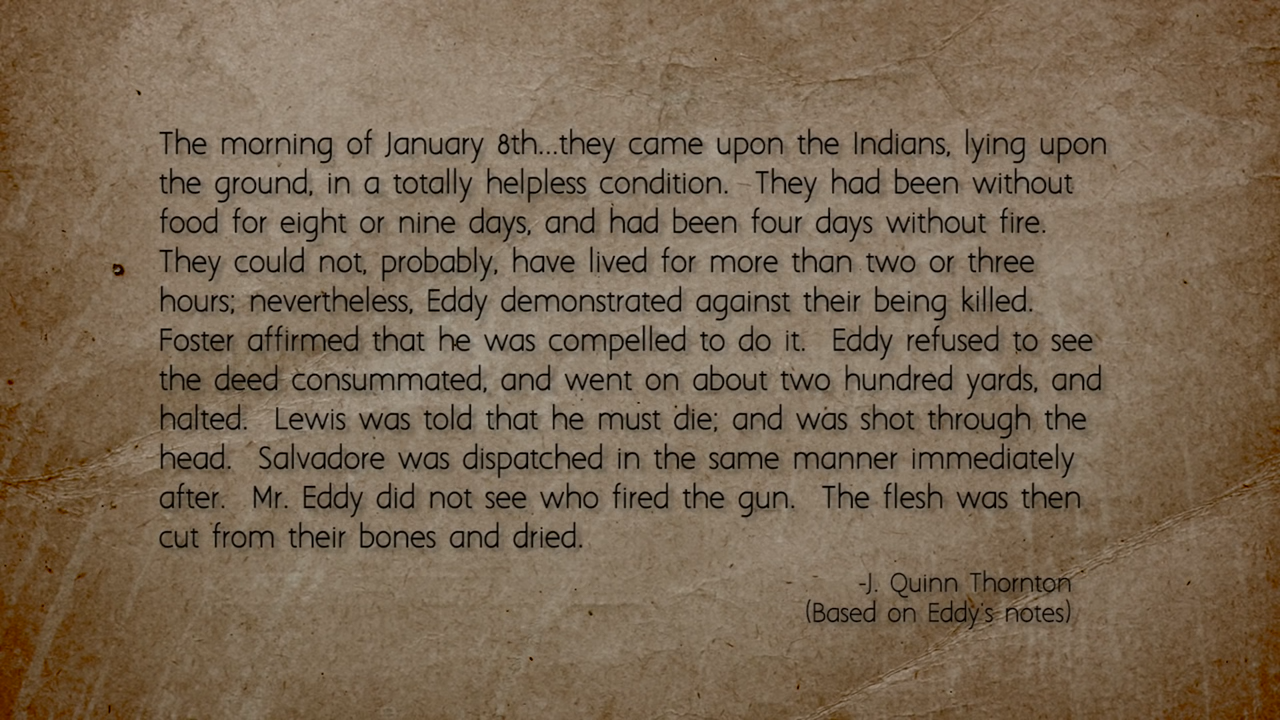 The morning of January 8th...they came upon the Indians, lying upon
the ground, in a totally helpless condition.  They had been without
food for eight or nine days, and had been four days without fire.
They could not, probably, have lived for more than two or three
hours; nevertheless, Eddy demonstrated against their being killed.
Foster affirmed that he was compelled to do it.  Eddy refused to see
the deed consummated, and went on about two hundred yards, and
halted.  Lewis was told that he must die; and was shot through the
head.  Salvadore was dispatched in the same manner immediately
after.  Mr. Eddy did not see who fired the gun.  The flesh was then
cut from their bones and dried.
-J. Quinn Thornton
(Based on Eddy's notes)